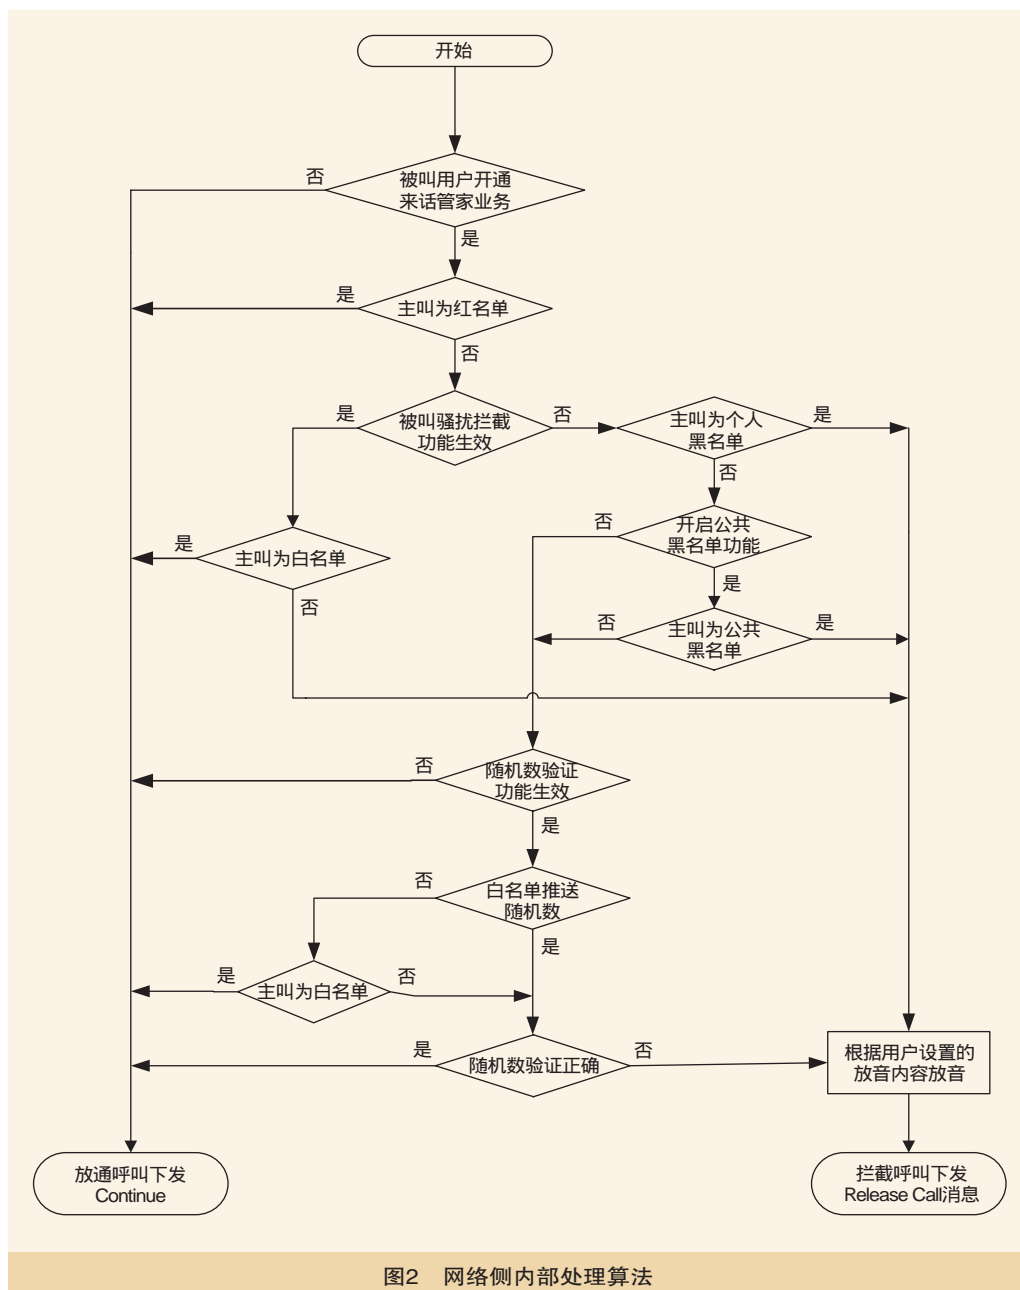 开始
否
被叫用户开通
来话管家业务
是
是
主叫为红名单
否
是
被叫骚扰拦截
功能生效
否
主叫为个人
黑名单
是
否
否
开启公共
黑名单功能
是
是
主叫为白名单
否
否
主叫为公共
黑名单
是
否
随机数验证
功能生效
是
否
白名单推送
随机数
是
是
主叫为白名单
否
是
随机数验证正确
否
根据用户设置的
放音内容放音
放通呼叫下发
Continue
拦截呼叫下发
Release Call消息
图2 网络侧内部处理算法